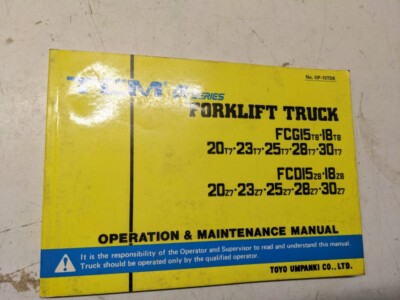 No. OP-107DA
TCM
SERIES
FORKLIFT TRUCK
FCG15T8•18T8
20T7•23T7•25T7•28T7•30T7
FCD15Z8•18Z8
20Z7•23Z7•25Z7•28Z7•30Z7
OPERATION & MAINTENANCE MANUAL
It is the responsibility of the Operator and Supervisor to read and understand this manual.
Truck should be operated only by the qualified operator.
TOYO UMPANKI CO., LTD.